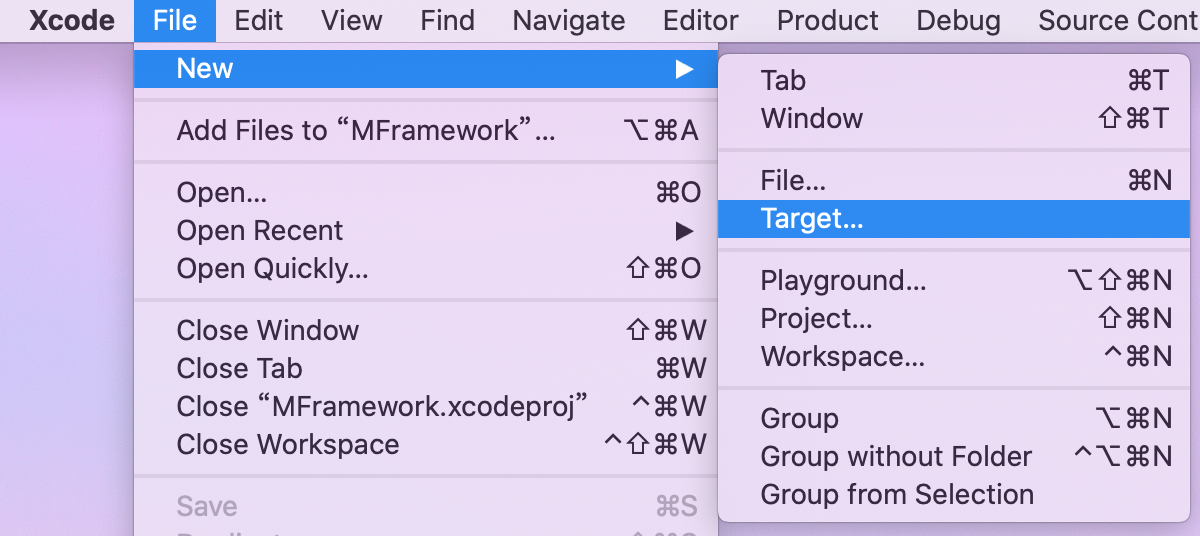 Xcode File Edit View Find Navigate Editor Product Debug Source Cont
New ▶
Add Files to “MFramework”... ⌥⌘A
Open... ⌘O
Open Recent ▶
Open Quickly... ⇧⌘O
Close Window ⇧⌘W
Close Tab ⌘W
Close “MFramework.xcodeproj” ^⌘W
Close Workspace ^⇧⌘W
Save ⌘S
Tab ⌘T
Window ⇧⌘T
File... ⌘N
Target...
Playground... ⌥⇧⌘N
Project... ⇧⌘N
Workspace... ^⌘N
Group ⌥⌘N
Group without Folder ^⌥⌘N
Group from Selection